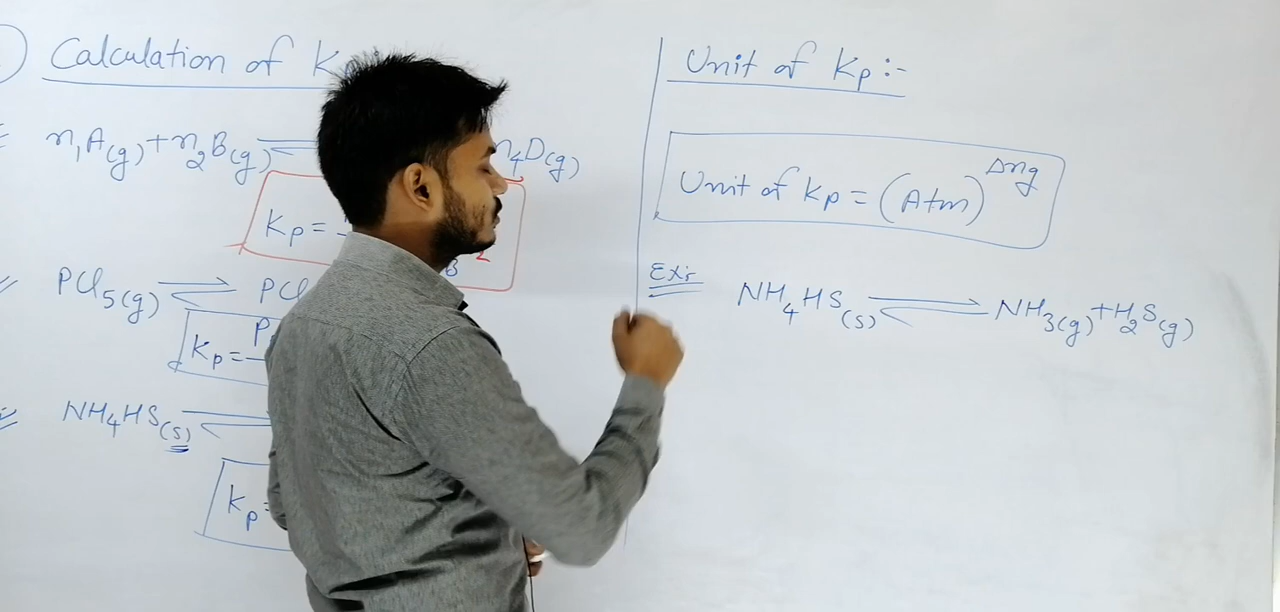 Calculation of K
n₁A(g) + n₂B(g) ⇌ n₄D(g)
Kp = 2 B
PCl₅(g) ⇌ PCl
Kp = P
NH₄HS(s) ⇌
Kp =
Unit of Kp :-
Unit of Kp = (Atm)^Δng
Ex:-
NH₄HS(s) ⇌ NH₃(g) + H₂S(g)